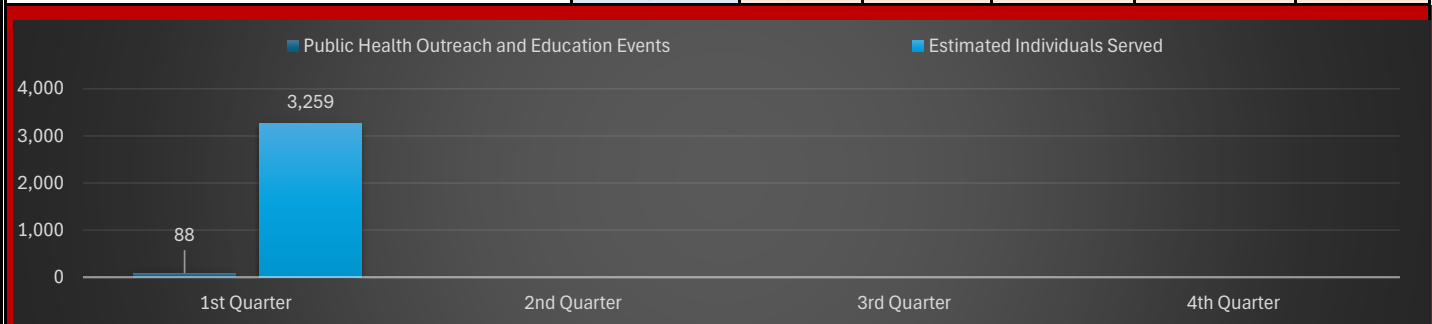 Public Health Outreach and Education Events
Estimated Individuals Served
4,000
3,259
3,000
2,000
1,000
88
0
1st Quarter
2nd Quarter
3rd Quarter
4th Quarter